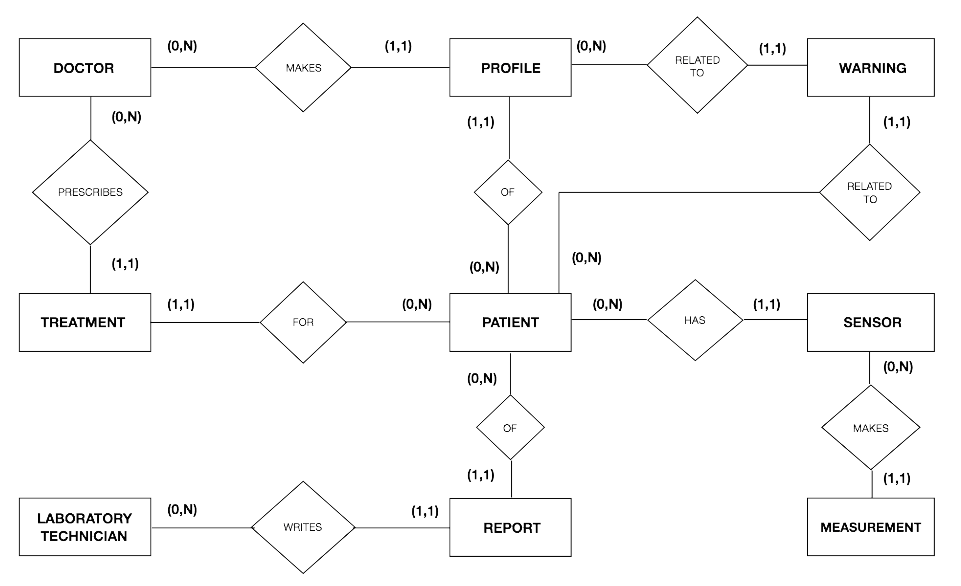 (0,N)
(1,1)
(0,N)
(1,1)
DOCTOR
MAKES
PROFILE
RELATED
TO
WARNING
(0,N)
(1,1)
(1,1)
PRESCRIBES
OF
RELATED
TO
(1,1)
(0,N)
(0,N)
(1,1)
(0,N)
(0,N)
(1,1)
TREATMENT
FOR
PATIENT
HAS
SENSOR
(0,N)
(0,N)
OF
MAKES
(1,1)
(1,1)
(0,N)
(1,1)
LABORATORY
TECHNICIAN
WRITES
REPORT
MEASUREMENT